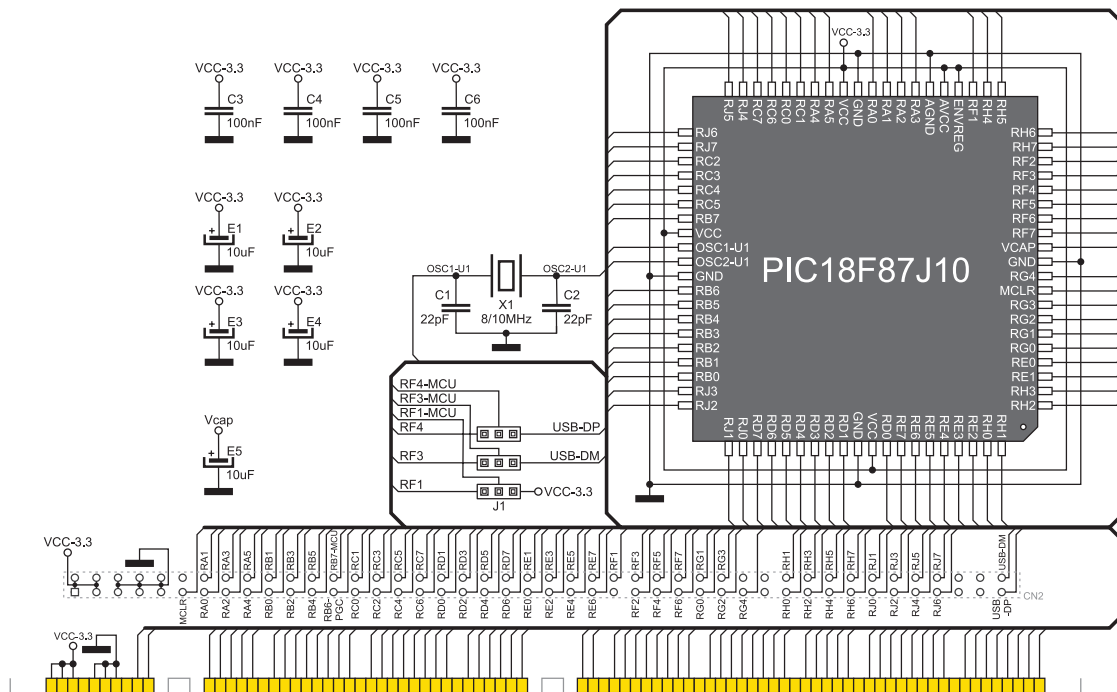 VCC-3.3 VCC-3.3 VCC-3.3 VCC-3.3
C3 C4 C5 C6
100nF 100nF 100nF 100nF
VCC-3.3 VCC-3.3
E1 E2
10uF 10uF
VCC-3.3 VCC-3.3
E3 E4
10uF 10uF
Vcap
E5
10uF
OSC1-U1 OSC2-U1
C1 C2
22pF X1 22pF
8/10MHz
RF4-MCU
RF3-MCU
RF1-MCU
RF4 USB-DP
RF3 USB-DM
RF1 VCC-3.3
J1
VCC-3.3
RJ5 RJ4 RC7 RC6 RC0 RC1 RA4 RA5 VCC GND RA0 RA1 RA2 RA3 AGND AVCC ENVREG RF1 RH4 RH5
RJ6
RJ7
RC2
RC3
RC4
RC5
RB7
VCC
OSC1-U1
OSC2-U1
GND
RB6
RB5
RB4
RB3
RB2
RB1
RB0
RJ3
RJ2
PIC18F87J10
RH6
RH7
RF2
RF3
RF4
RF5
RF6
RF7
VCAP
GND
RG4
MCLR
RG3
RG2
RG1
RG0
RE0
RE1
RH3
RH2
RJ1 RJ0 RD7 RD6 RD5 RD4 RD3 RD2 RD1 GND VCC RD0 RE7 RE6 RE5 RE4 RE3 RE2 RH0 RH1
VCC-3.3
RA1 RA3 RA5 RB1 RB3 RB5 RB7-MCU RC1 RC3 RC5 RC7 RD1 RD3 RD5 RD7 RE1 RE3 RE5 RE7 RF1 RF3 RF5 RF7 RG1 RG3 RH1 RH3 RH5 RH7 RJ1 RJ3 RJ5 RJ7 USB-DM
MCLR RA0 RA2 RA4 RB0 RB2 RB4 RB6-PGC RC0 RC2 RC4 RC6 RD0 RD2 RD4 RD6 RE0 RE2 RE4 RE6 RF2 RF4 RF6 RG0 RG2 RG4 RH0 RH2 RH4 RH6 RJ0 RJ2 RJ4 RJ6 USB-DP
CN2
VCC-3.3